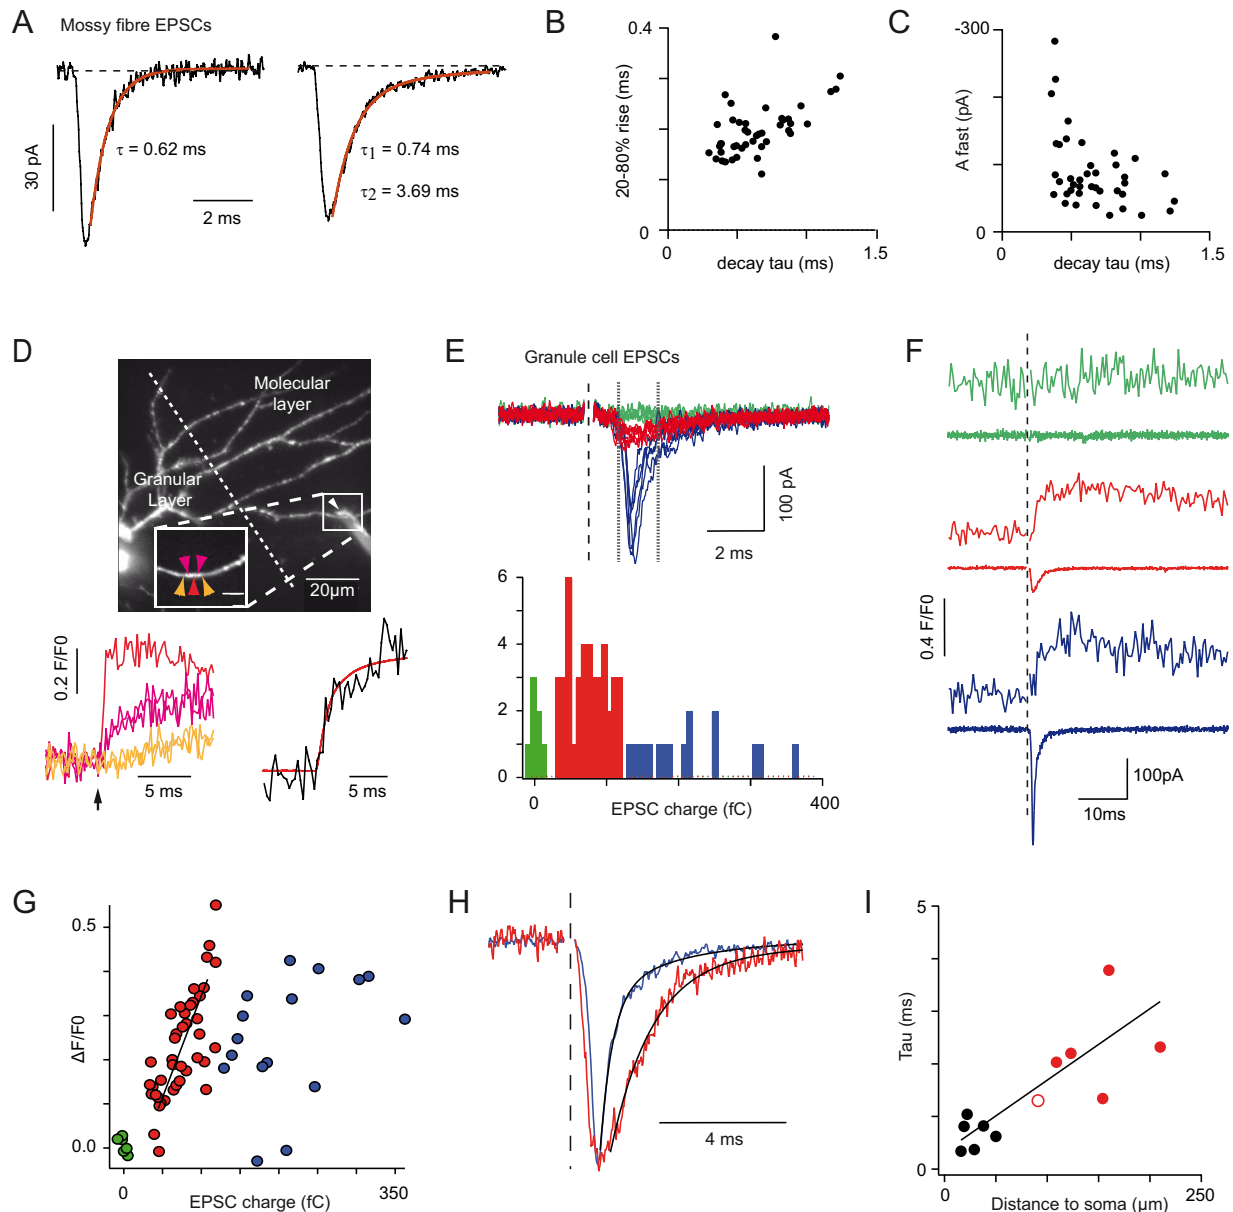 A
Mossy fibre EPSCs
30 pA
τ = 0.62 ms
τ1 = 0.74 ms
τ2 = 3.69 ms
2 ms
B
0.4
0
20-80% rise (ms)
0
1.5
decay tau (ms)
C
-300
0
A fast (pA)
0
1.5
decay tau (ms)
D
Molecular
layer
Granular
Layer
20µm
0.2 F/F0
5 ms
5 ms
E
Granule cell EPSCs
100 pA
2 ms
6
4
2
0
0
400
EPSC charge (fC)
F
0.4 F/F0
100pA
10ms
G
0.5
0.0
ΔF/F0
0
350
EPSC charge (fC)
H
4 ms
I
5
0
Tau (ms)
0
250
Distance to soma (µm)